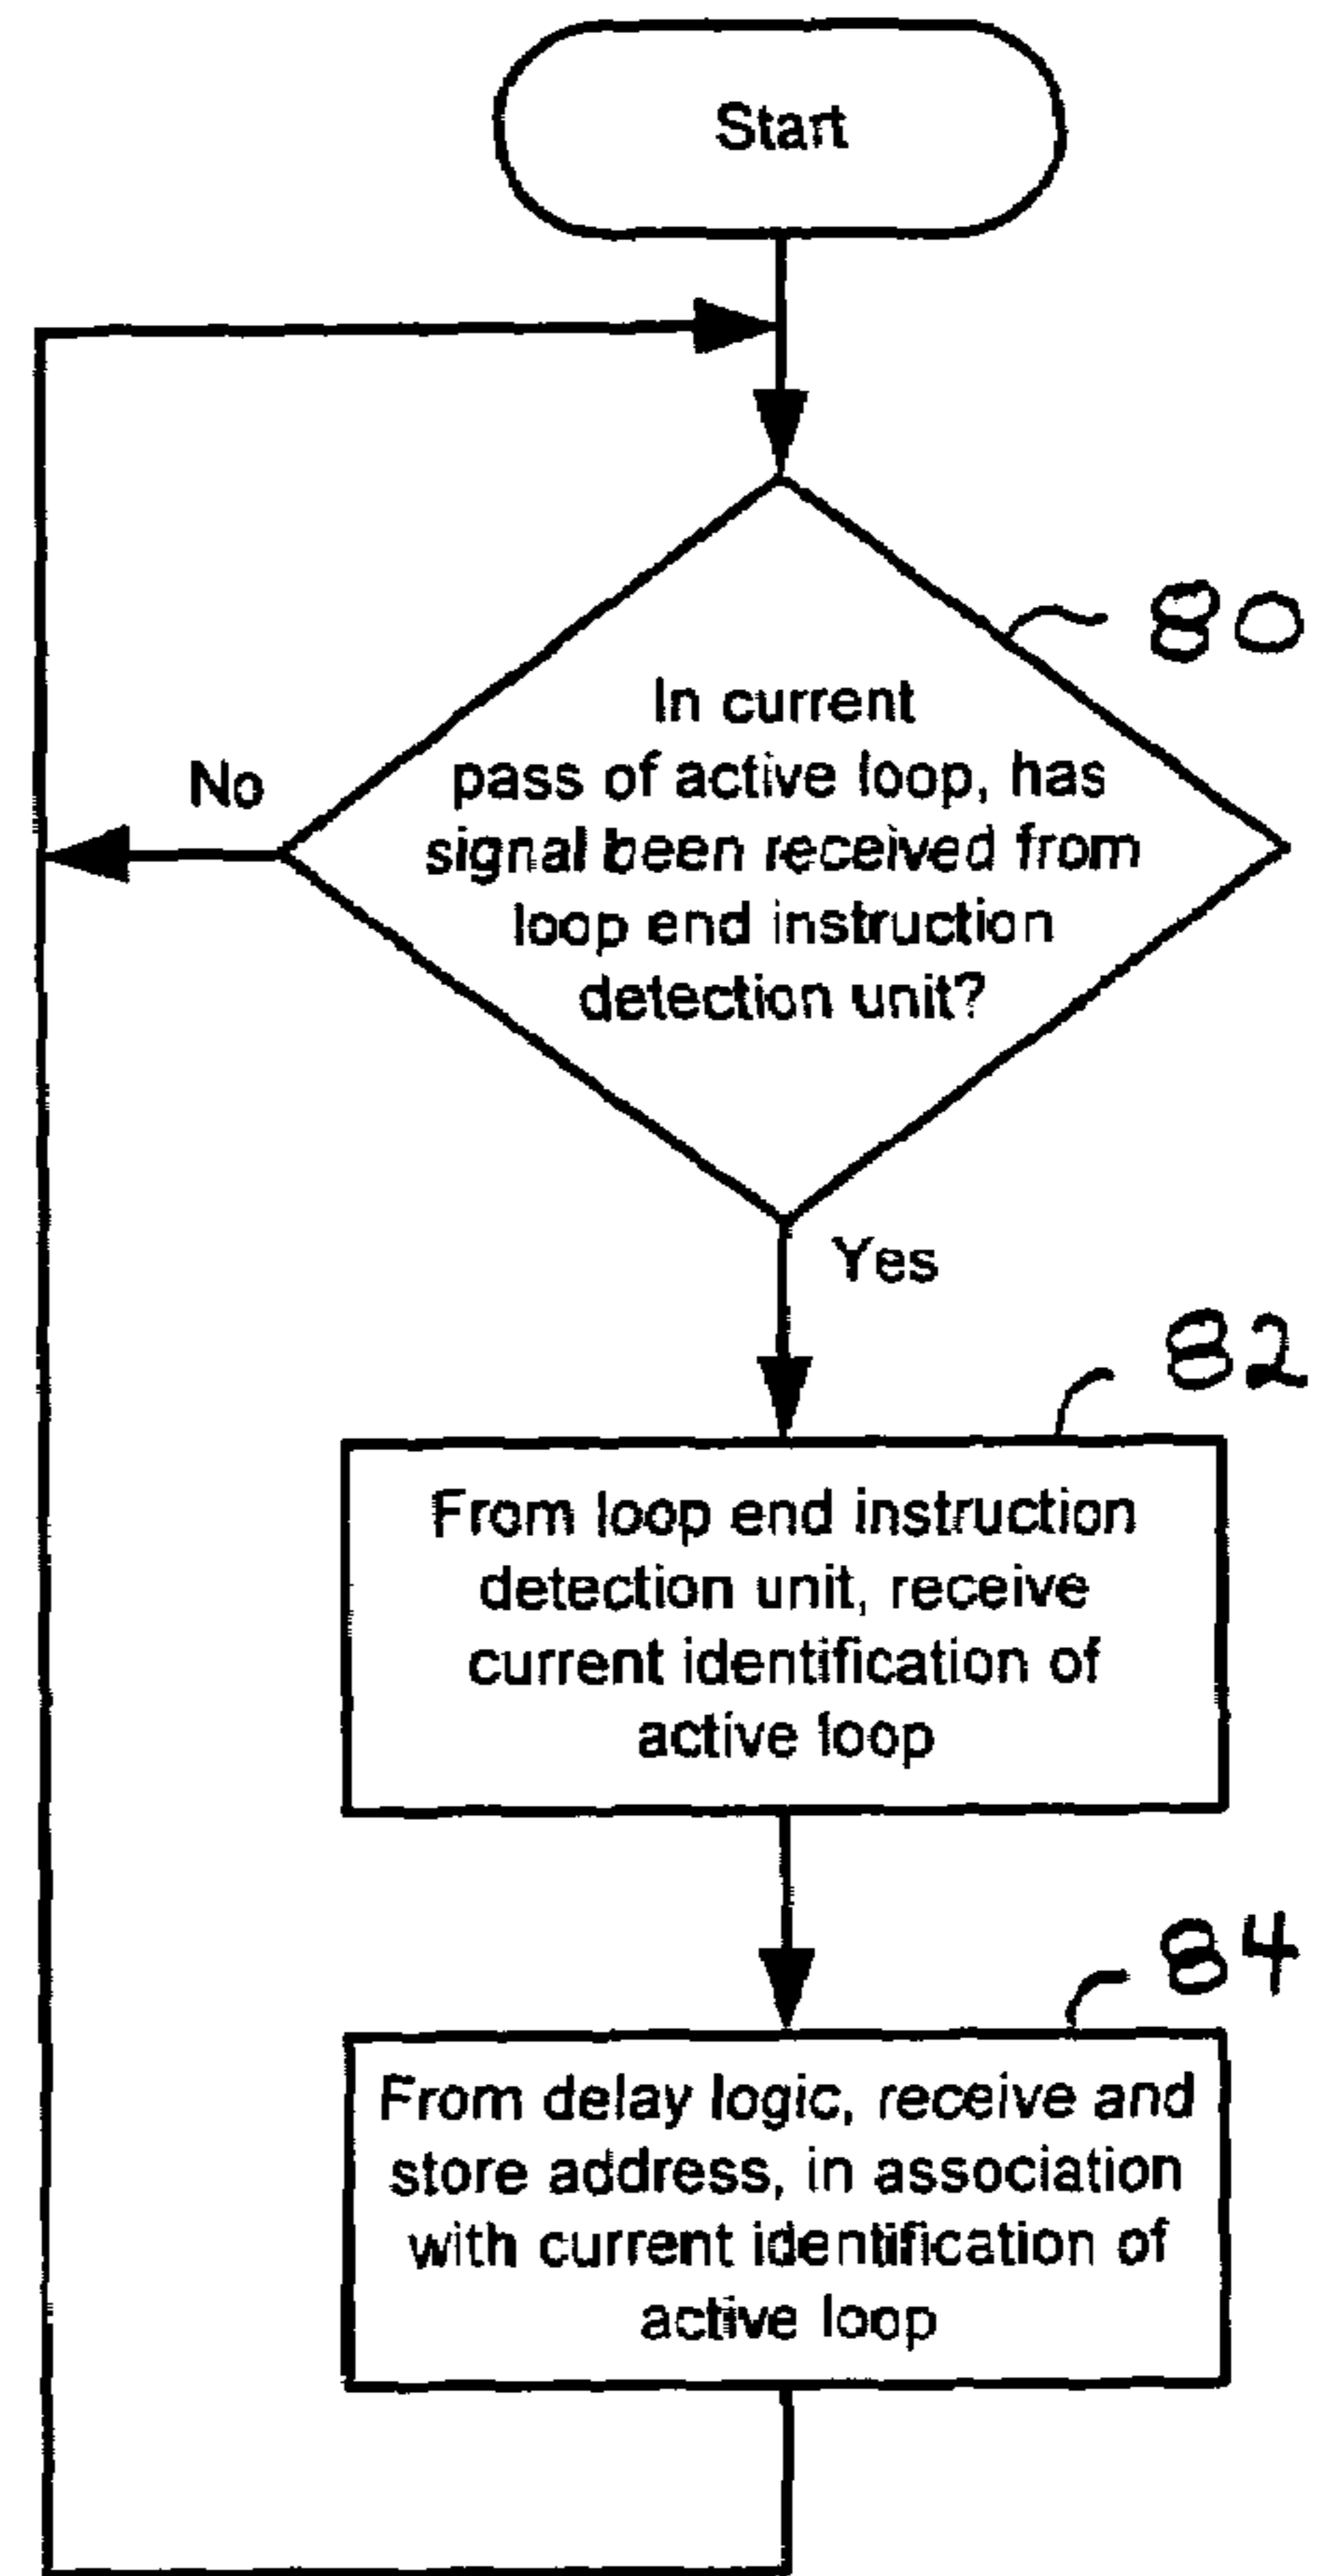 Start
80
In current
pass of active loop, has
signal been received from
loop end instruction
detection unit?
No
Yes
82
From loop end instruction
detection unit, receive
current identification of
active loop
84
From delay logic, receive and
store address, in association
with current identification of
active loop